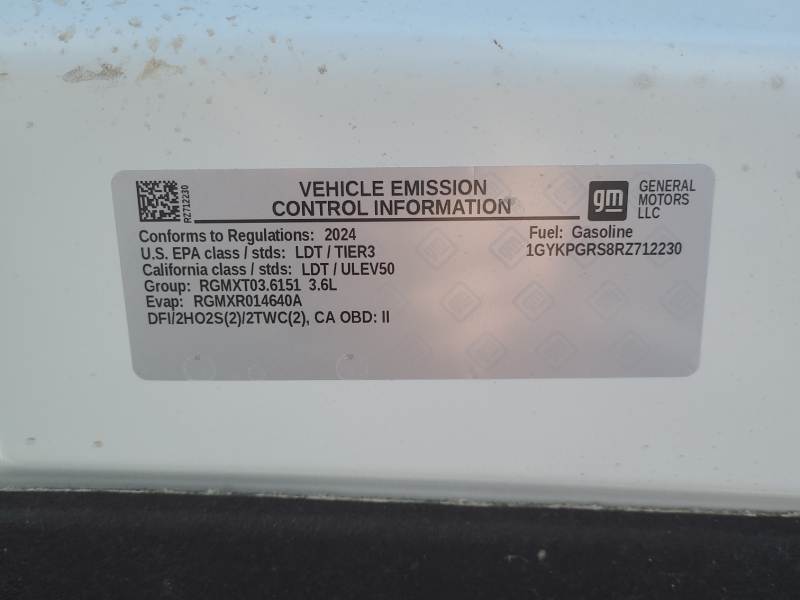 RZ712230
VEHICLE EMISSION
CONTROL INFORMATION
gm
GENERAL
MOTORS
LLC
Conforms to Regulations: 2024
U.S. EPA class / stds: LDT / TIER3
California class / stds: LDT / ULEV50
Group: RGMXT03.6151 3.6L
Evap: RGMXR014640A
DFI/2HO2S(2)/2TWC(2), CA OBD: II
Fuel: Gasoline
1GYKPGRS8RZ712230